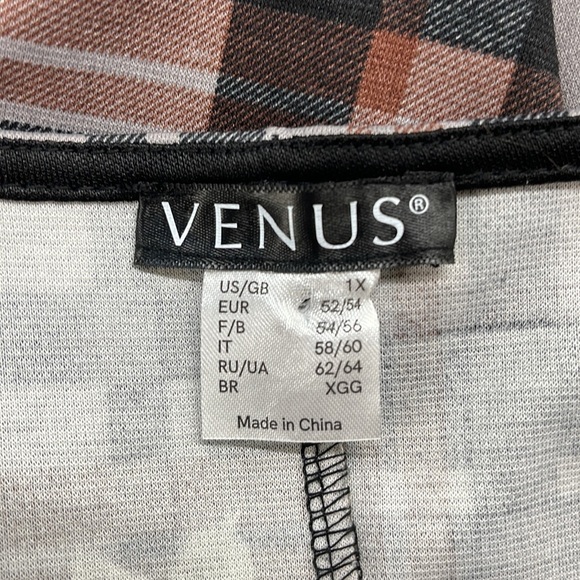 VENUS®
US/GB 1X
EUR 52/54
F/B 54/56
IT 58/60
RU/UA 62/64
BR XGG
Made in China